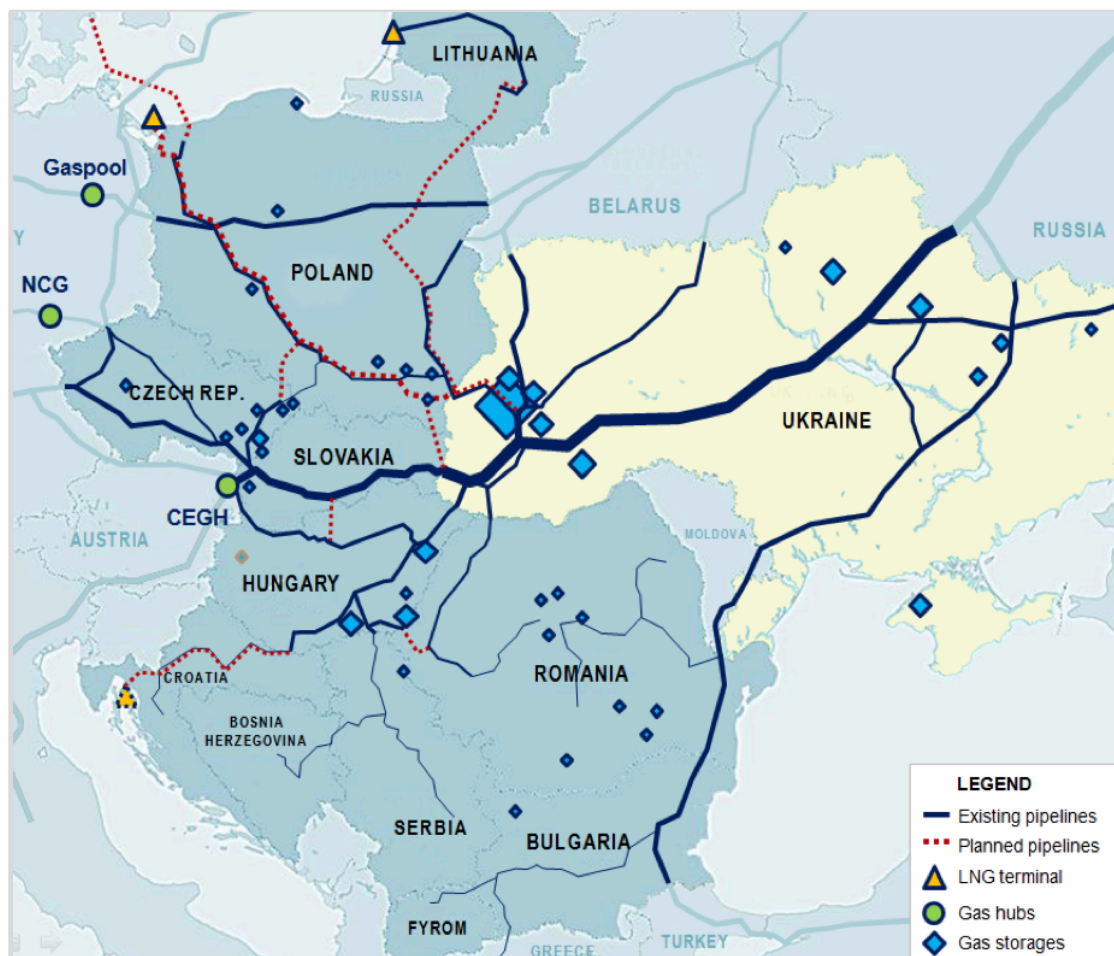 LITHUANIA
RUSSIA
Gaspool
BELARUS
RUSSIA
Y
POLAND
NCG
CZECH REP.
UKRAINE
SLOVAKIA
CEGH
AUSTRIA
MOLDOVA
HUNGARY
ROMANIA
CROATIA
BOSNIA
HERZEGOVINA
SERBIA
BULGARIA
FYROM
GREECE
TURKEY
LEGEND
Existing pipelines
Planned pipelines
LNG terminal
Gas hubs
Gas storages